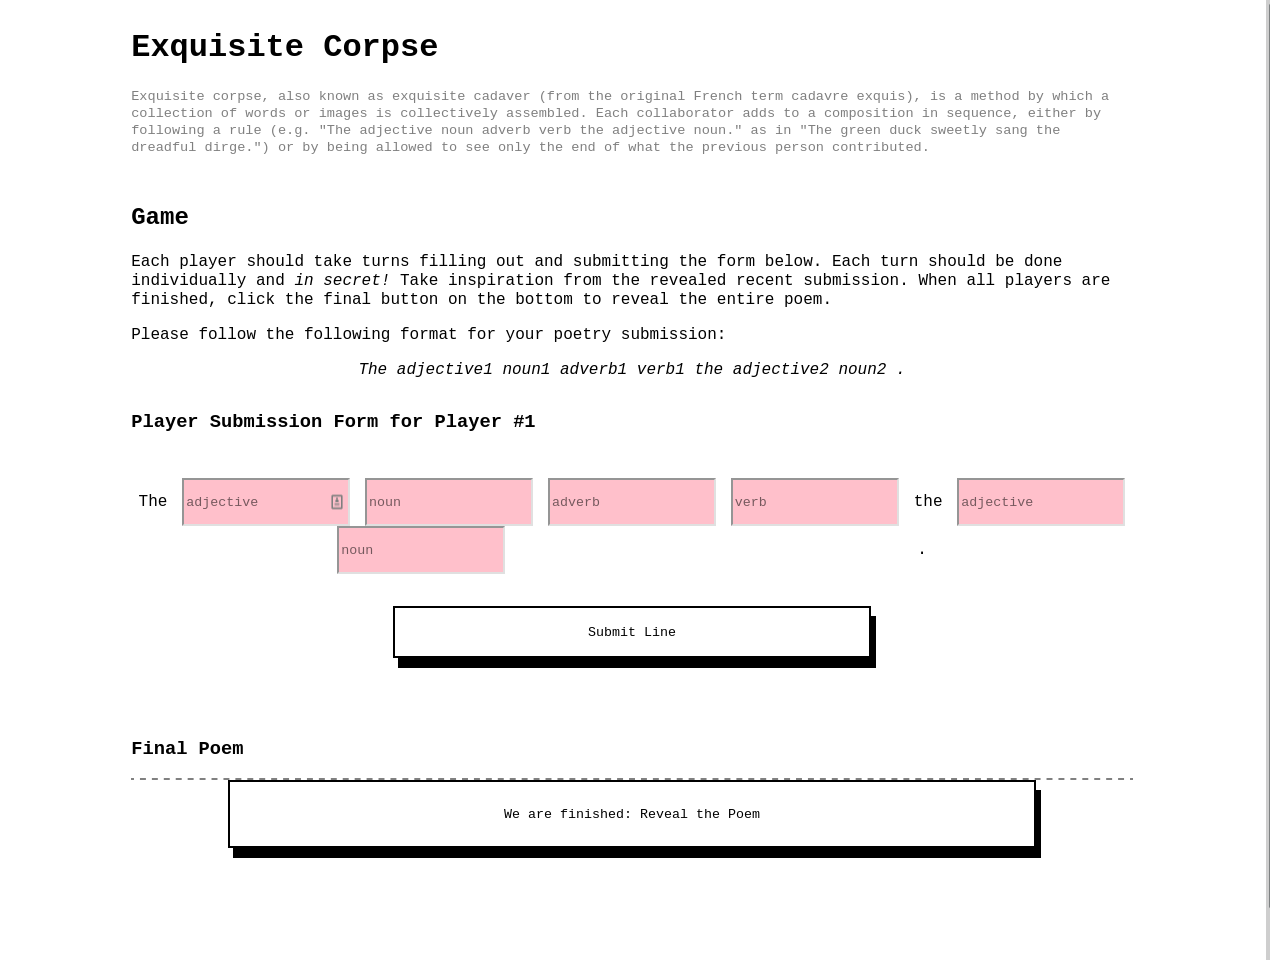 Exquisite Corpse
Exquisite corpse, also known as exquisite cadaver (from the original French term cadavre exquis), is a method by which a
collection of words or images is collectively assembled. Each collaborator adds to a composition in sequence, either by
following a rule (e.g. "The adjective noun adverb verb the adjective noun." as in "The green duck sweetly sang the
dreadful dirge.") or by being allowed to see only the end of what the previous person contributed.
Game
Each player should take turns filling out and submitting the form below. Each turn should be done
individually and in secret! Take inspiration from the revealed recent submission. When all players are
finished, click the final button on the bottom to reveal the entire poem.
Please follow the following format for your poetry submission:
The adjective1 noun1 adverb1 verb1 the adjective2 noun2 .
Player Submission Form for Player #1
The adjective noun adverb verb the adjective
noun .
Submit Line
Final Poem
We are finished: Reveal the Poem